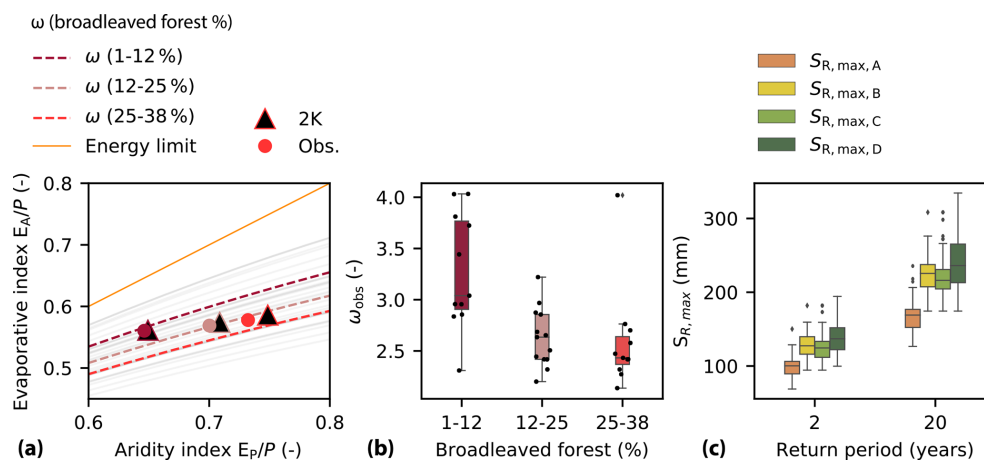 ω (broadleaved forest %)
ω (1-12 %)
ω (12-25 %)
ω (25-38 %)
Energy limit
2K
Obs.
S_R, max, A
S_R, max, B
S_R, max, C
S_R, max, D
Evaporative index E_A/P (-)
0.8
0.7
0.6
0.5
0.6
0.7
0.8
Aridity index E_P/P (-)
(a)
ω_obs (-)
4.0
3.5
3.0
2.5
1-12
12-25
25-38
Broadleaved forest (%)
(b)
S_R,max (mm)
300
200
100
2
20
Return period (years)
(c)